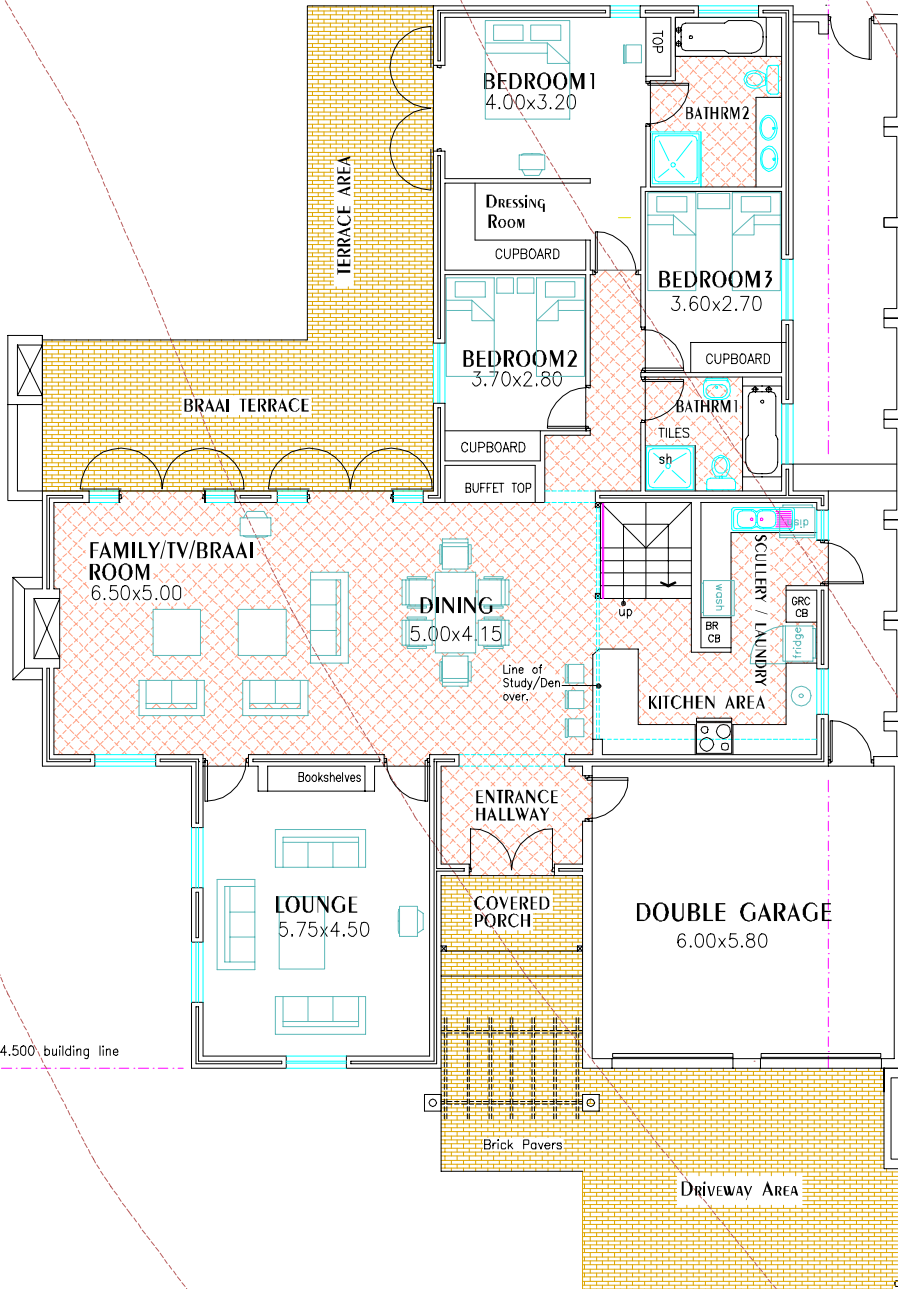 TOP
BEDROOM1
4.00x3.20
BATHRM2
TERRACE AREA
Dressing
Room
CUPBOARD
BEDROOM3
3.60x2.70
CUPBOARD
BEDROOM2
3.70x2.80
CUPBOARD
BUFFET TOP
BRAAI TERRACE
BATHRM1
TILES
sh
FAMILY/TV/BRAAI
ROOM
6.50x5.00
DINING
5.00x4.15
up
Line of
Study/Den
over.
dis
wash
BR
CB
GRC
CB
fridge
SCULLERY / LAUNDRY
KITCHEN AREA
Bookshelves
ENTRANCE
HALLWAY
LOUNGE
5.75x4.50
COVERED
PORCH
DOUBLE GARAGE
6.00x5.80
4.500 building line
Brick Pavers
Driveway Area